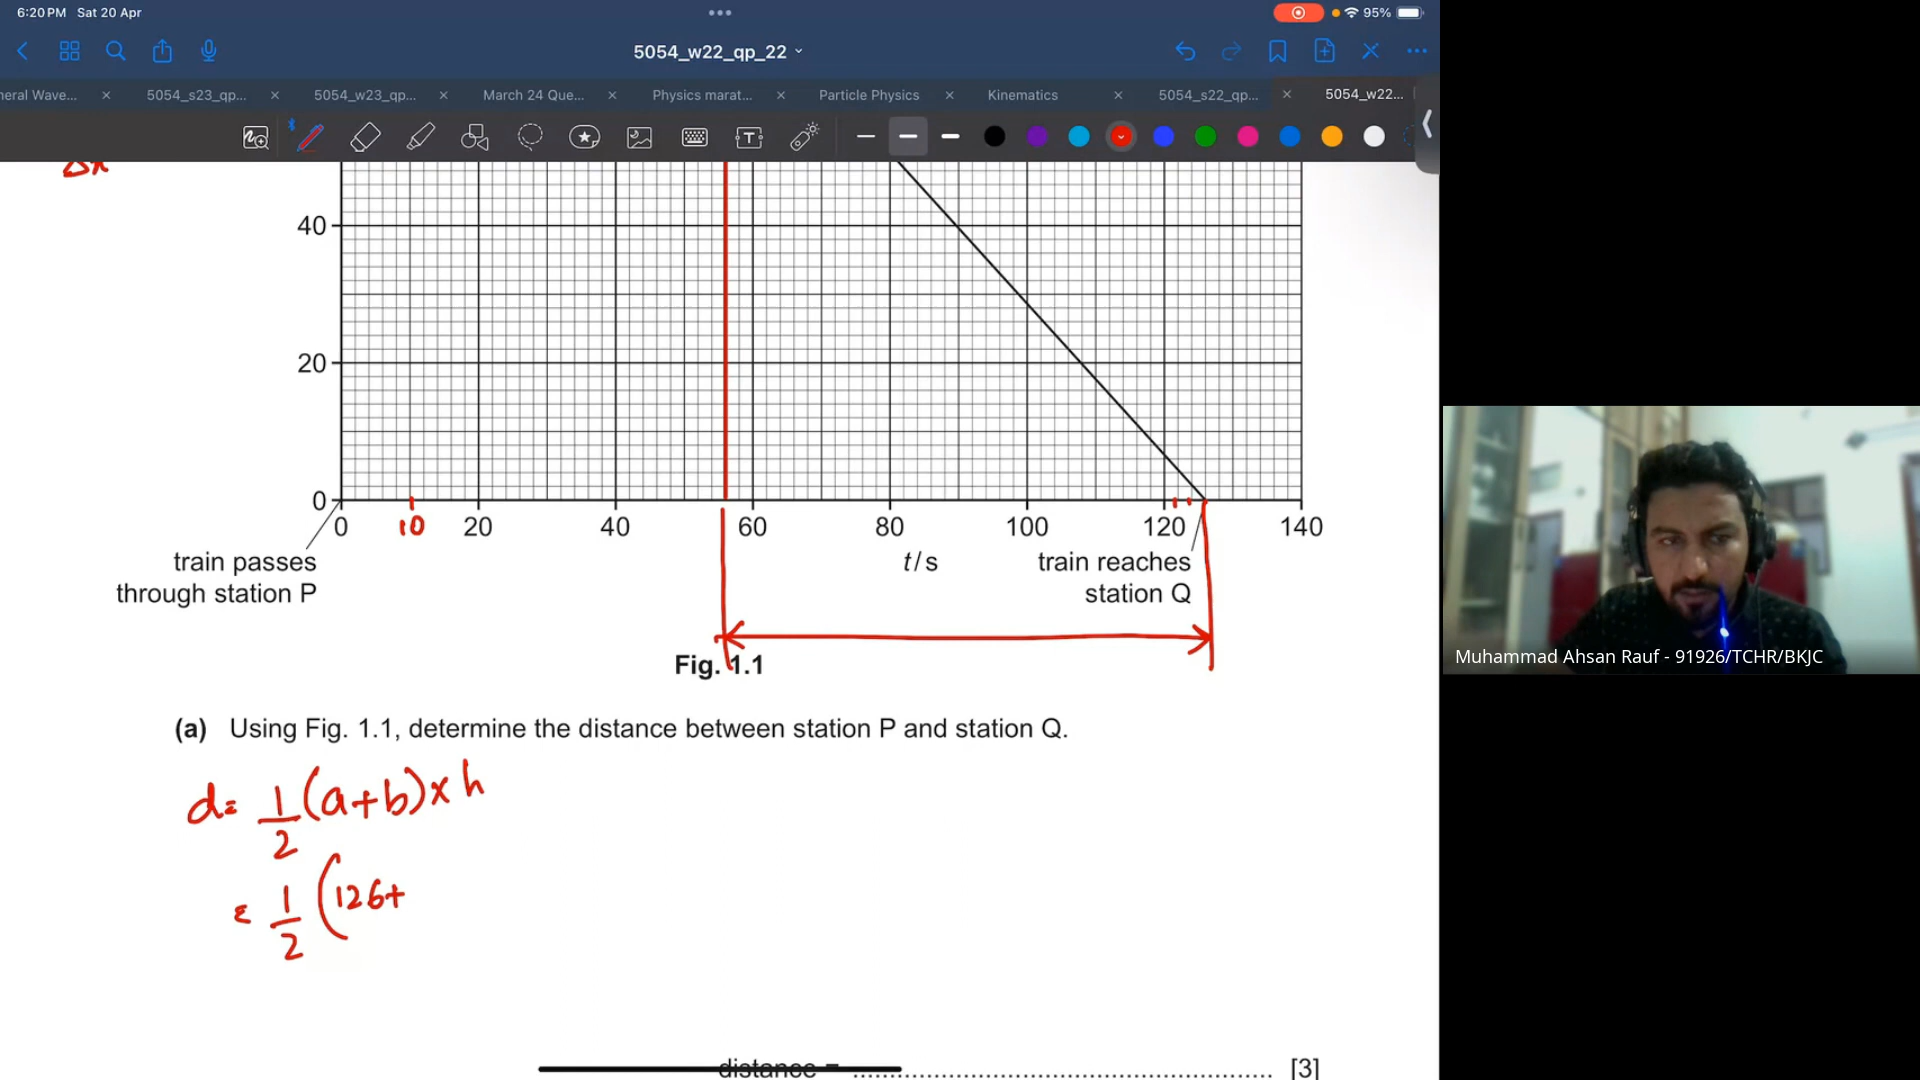 6:20 PM Sat 20 Apr
95%
5054_w22_qp_22
neral Wave...
5054_s23_qp...
5054_w23_qp...
March 24 Que...
Physics marat...
Particle Physics
Kinematics
5054_s22_qp...
5054_w22...
Δx
40
20
0
0 10 20 40 60 80 100 120 140
train passes
through station P
t / s
train reaches
station Q
Fig. 1.1
(a) Using Fig. 1.1, determine the distance between station P and station Q.
d= 1/2 (a+b) x h
= 1/2 (126+
distance = ........................................................ [3]
Muhammad Ahsan Rauf - 91926/TCHR/BKJC